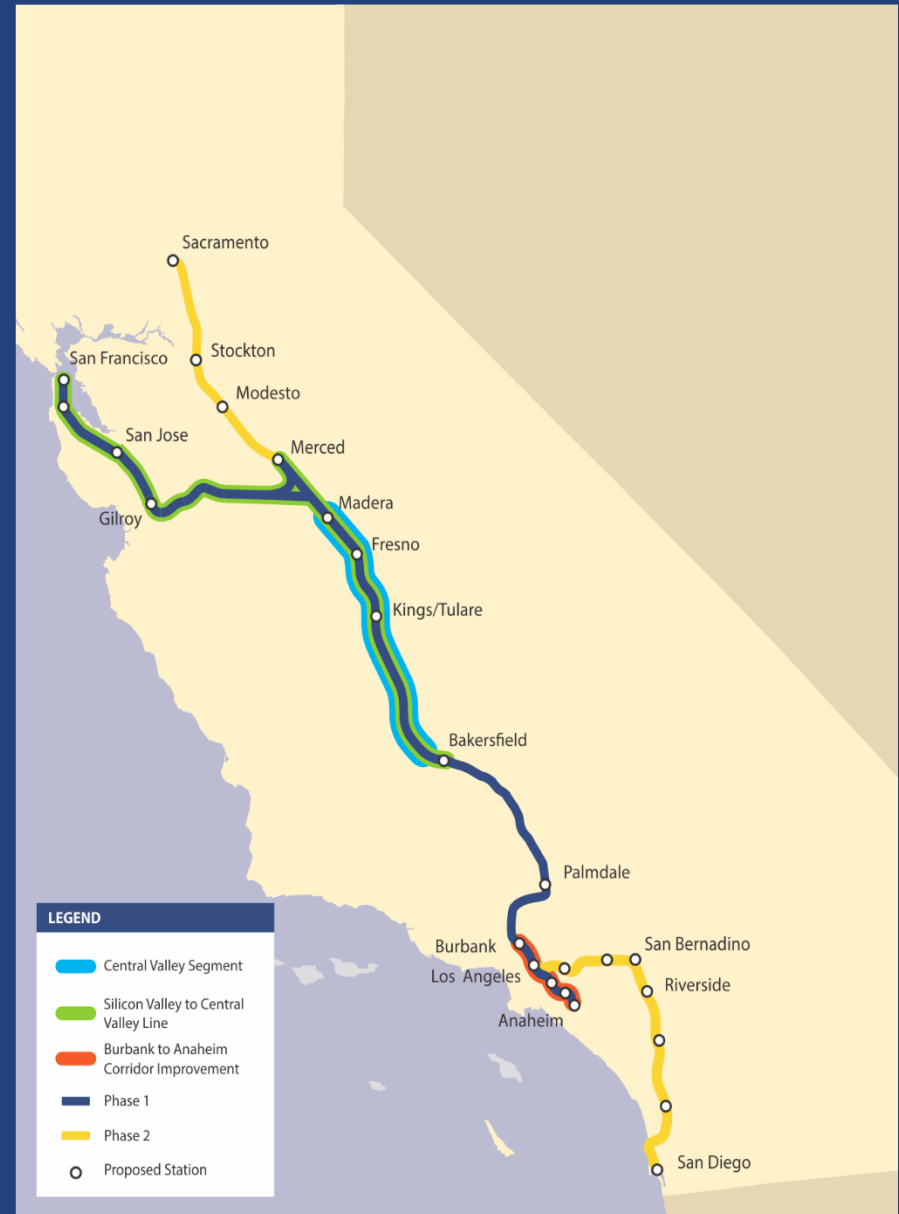 Sacramento
Stockton
San Francisco
Modesto
San Jose
Merced
Madera
Gilroy
Fresno
Kings/Tulare
Bakersfield
Palmdale
Burbank
San Bernadino
Los Angeles
Riverside
Anaheim
San Diego
LEGEND
Central Valley Segment
Silicon Valley to Central
Valley Line
Burbank to Anaheim
Corridor Improvement
Phase 1
Phase 2
Proposed Station